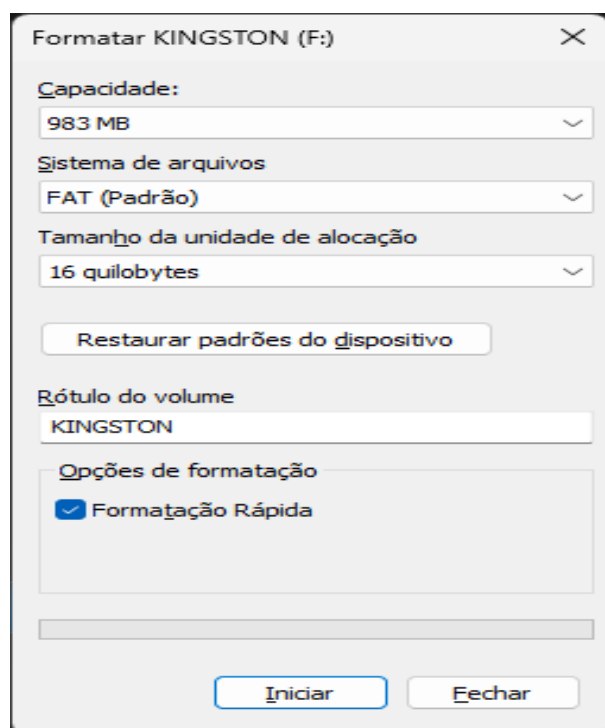 Formatar KINGSTON (F:)
Capacidade:
983 MB
Sistema de arquivos
FAT (Padrão)
Tamanho da unidade de alocação
16 quilobytes
Restaurar padrões do dispositivo
Rótulo do volume
KINGSTON
Opções de formatação
Formatação Rápida
Iniciar Fechar